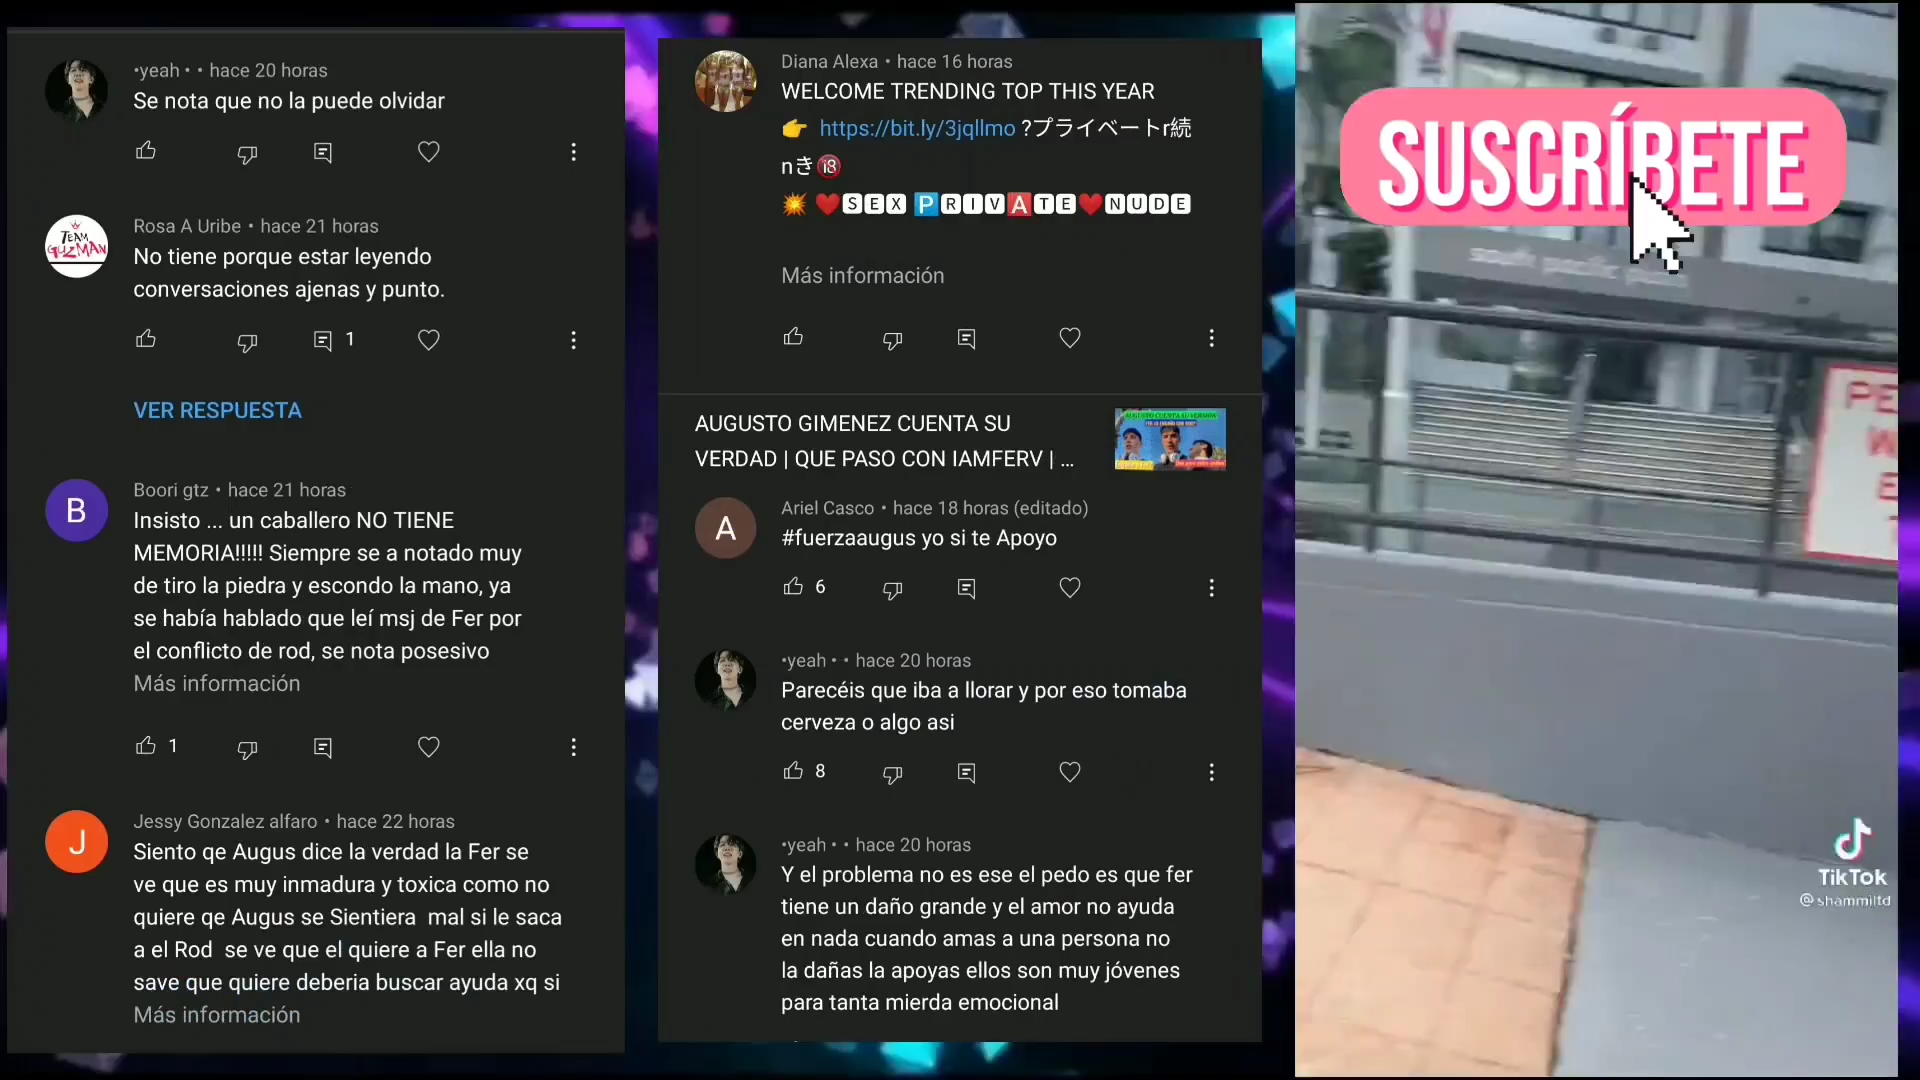 •yeah • • hace 20 horas
Se nota que no la puede olvidar
TEAM
GUZMAN
Rosa A Uribe • hace 21 horas
No tiene porque estar leyendo
conversaciones ajenas y punto.
1
VER RESPUESTA
B
Boori gtz • hace 21 horas
Insisto ... un caballero NO TIENE
MEMORIA!!!!! Siempre se a notado muy
de tiro la piedra y escondo la mano, ya
se había hablado que leí msj de Fer por
el conflicto de rod, se nota posesivo
Más información
1
J
Jessy Gonzalez alfaro • hace 22 horas
Siento qe Augus dice la verdad la Fer se
ve que es muy inmadura y toxica como no
quiere qe Augus se Sientiera mal si le saca
a el Rod se ve que el quiere a Fer ella no
save que quiere deberia buscar ayuda xq si
Más información
Diana Alexa • hace 16 horas
WELCOME TRENDING TOP THIS YEAR
👉 https://bit.ly/3jqllmo ?プライベートr続
nき🔞
💥 ❤️🆂🅴🆇 🅿🆁🅸🆅🅰🆃🅴❤️🅽🆄🅳🅴
Más información
AUGUSTO GIMENEZ CUENTA SU
VERDAD | QUE PASO CON IAMFERV | ...
AUGUSTO CUENTA SU VERSION
A
Ariel Casco • hace 18 horas (editado)
#fuerzaaugus yo si te Apoyo
6
•yeah • • hace 20 horas
Parecéis que iba a llorar y por eso tomaba
cerveza o algo asi
8
•yeah • • hace 20 horas
Y el problema no es ese el pedo es que fer
tiene un daño grande y el amor no ayuda
en nada cuando amas a una persona no
la dañas la apoyas ellos son muy jóvenes
para tanta mierda emocional
SUSCRÍBETE
TikTok
@shammiltd